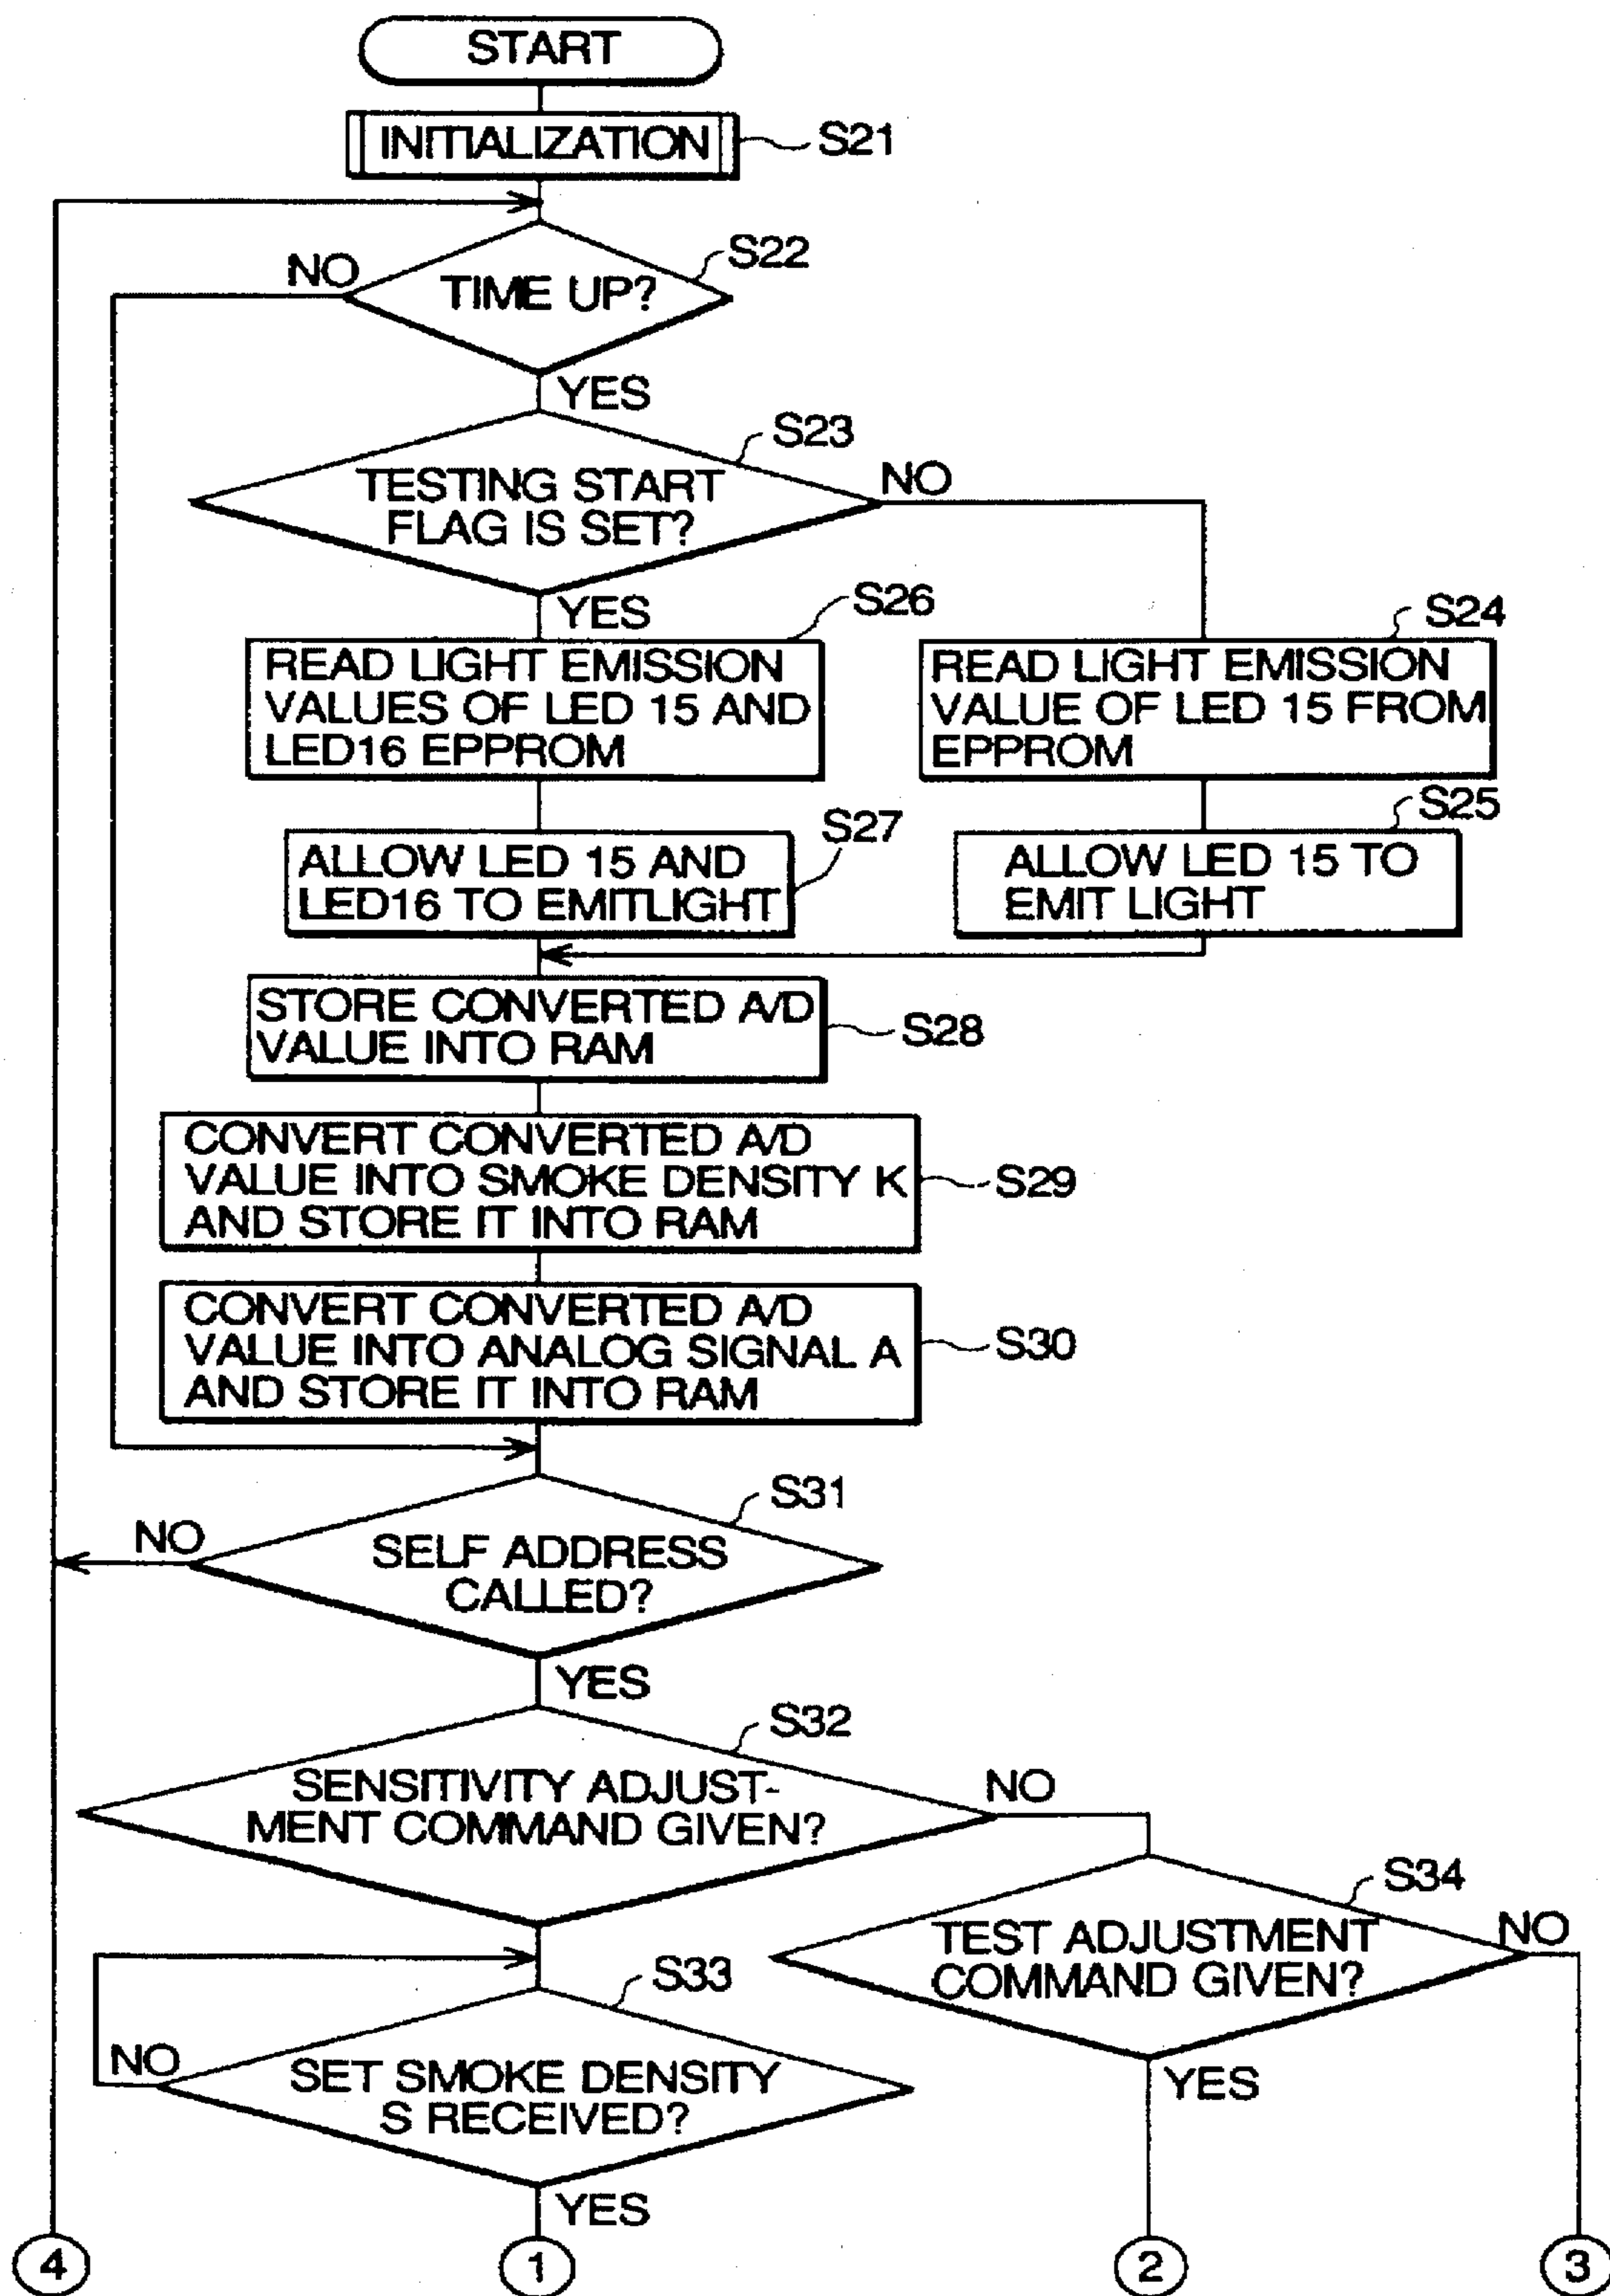 START
INITIALIZATION
S21
S22
NO
TIME UP?
YES
S23
NO
TESTING START
FLAG IS SET?
YES
S26
S24
READ LIGHT EMISSION
VALUES OF LED 15 AND
LED16 EPPROM
READ LIGHT EMISSION
VALUE OF LED 15 FROM
EPPROM
S27
S25
ALLOW LED 15 AND
LED16 TO EMITLIGHT
ALLOW LED 15 TO
EMIT LIGHT
STORE CONVERTED A/D
VALUE INTO RAM
S28
CONVERT CONVERTED A/D
VALUE INTO SMOKE DENSITY K
AND STORE IT INTO RAM
S29
CONVERT CONVERTED A/D
VALUE INTO ANALOG SIGNAL A
AND STORE IT INTO RAM
S30
S31
NO
SELF ADDRESS
CALLED?
YES
S32
SENSITIVITY ADJUST-
MENT COMMAND GIVEN?
NO
S34
TEST ADJUSTMENT
COMMAND GIVEN?
NO
S33
NO
SET SMOKE DENSITY
S RECEIVED?
YES
YES
4
1
2
3